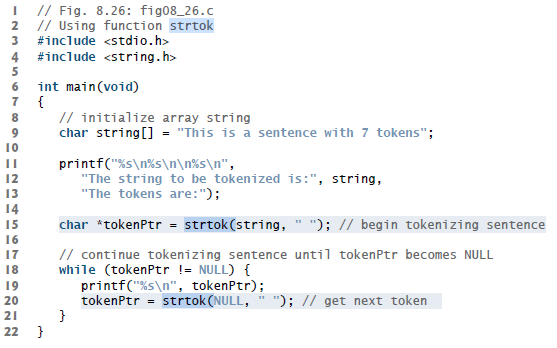 1 // Fig. 8.26: fig08_26.c
2 // Using function strtok
3 #include <stdio.h>
4 #include <string.h>
5
6 int main(void)
7 {
8 // initialize array string
9 char string[] = "This is a sentence with 7 tokens";
10
11 printf("%s\n%s\n\n%s\n",
12 "The string to be tokenized is:", string,
13 "The tokens are:");
14
15 char *tokenPtr = strtok(string, " "); // begin tokenizing sentence
16
17 // continue tokenizing sentence until tokenPtr becomes NULL
18 while (tokenPtr != NULL) {
19 printf("%s\n", tokenPtr);
20 tokenPtr = strtok(NULL, " "); // get next token
21 }
22 }